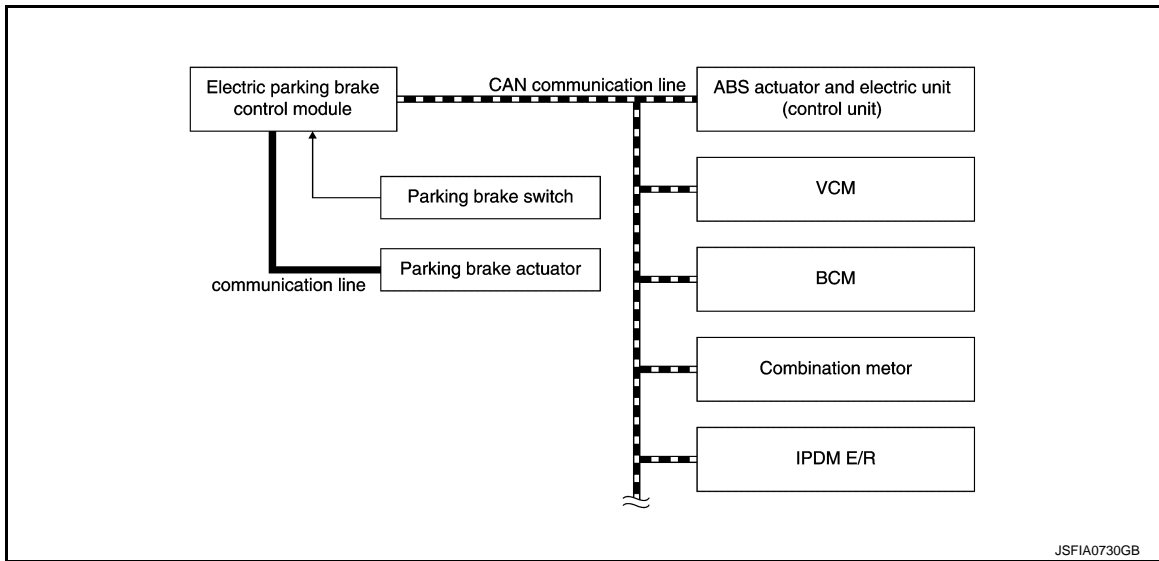 Electric parking brake
control module
CAN communication line
ABS actuator and electric unit
(control unit)
Parking brake switch
VCM
Parking brake actuator
communication line
BCM
Combination metor
IPDM E/R
JSFIA0730GB